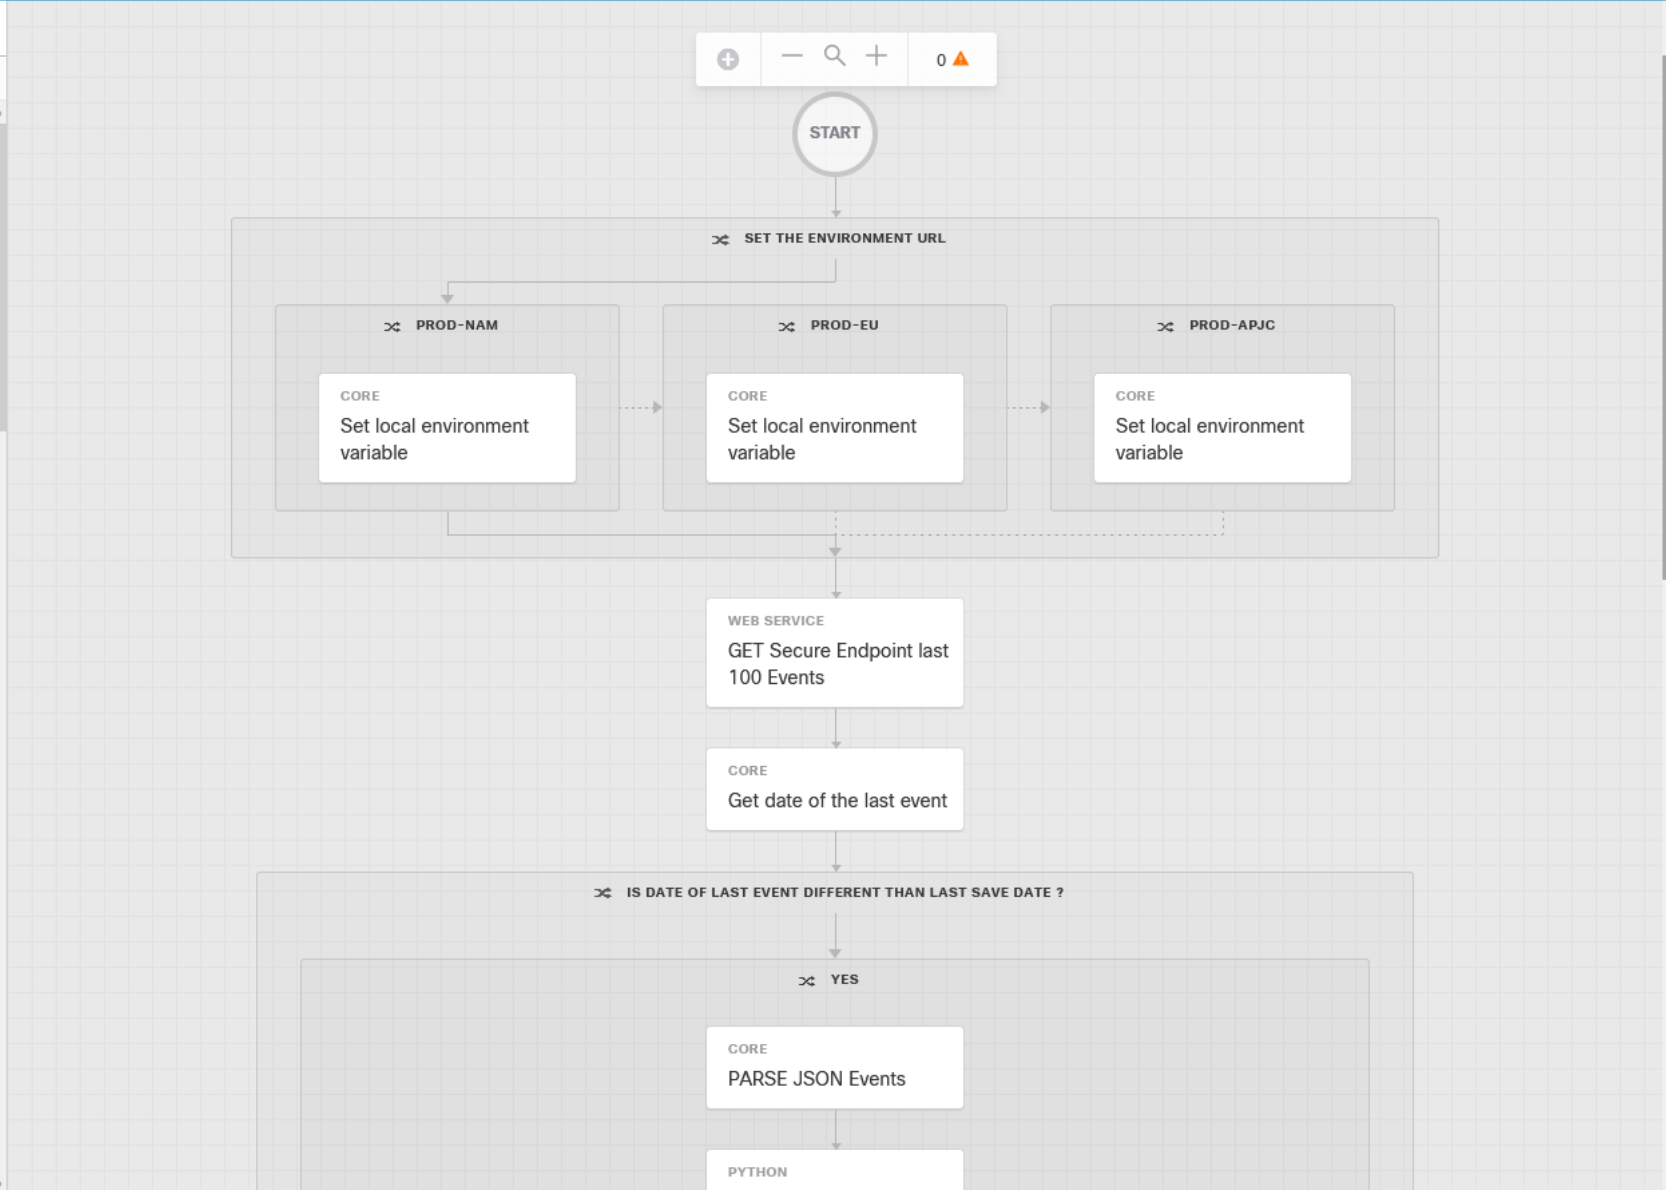 0
START
SET THE ENVIRONMENT URL
PROD-NAM
PROD-EU
PROD-APJC
CORE
Set local environment
variable
CORE
Set local environment
variable
CORE
Set local environment
variable
WEB SERVICE
GET Secure Endpoint last
100 Events
CORE
Get date of the last event
IS DATE OF LAST EVENT DIFFERENT THAN LAST SAVE DATE ?
YES
CORE
PARSE JSON Events
PYTHON